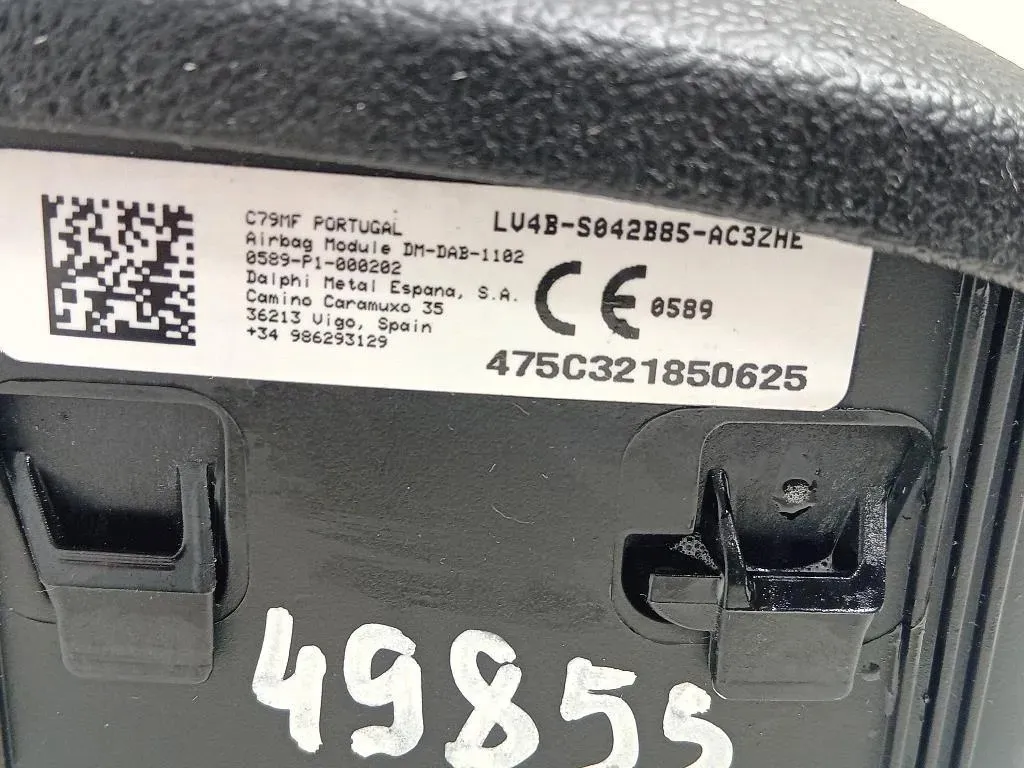 C79MF PORTUGAL
Airbag Module DM-DAB-1102
0589-P1-000202
Dalphi Metal Espana, S.A.
Camino Caramuxo 35
36213 Vigo, Spain
+34 986293129
LV4B-S042B85-AC3ZHE
CE 0589
475C321850625
49855